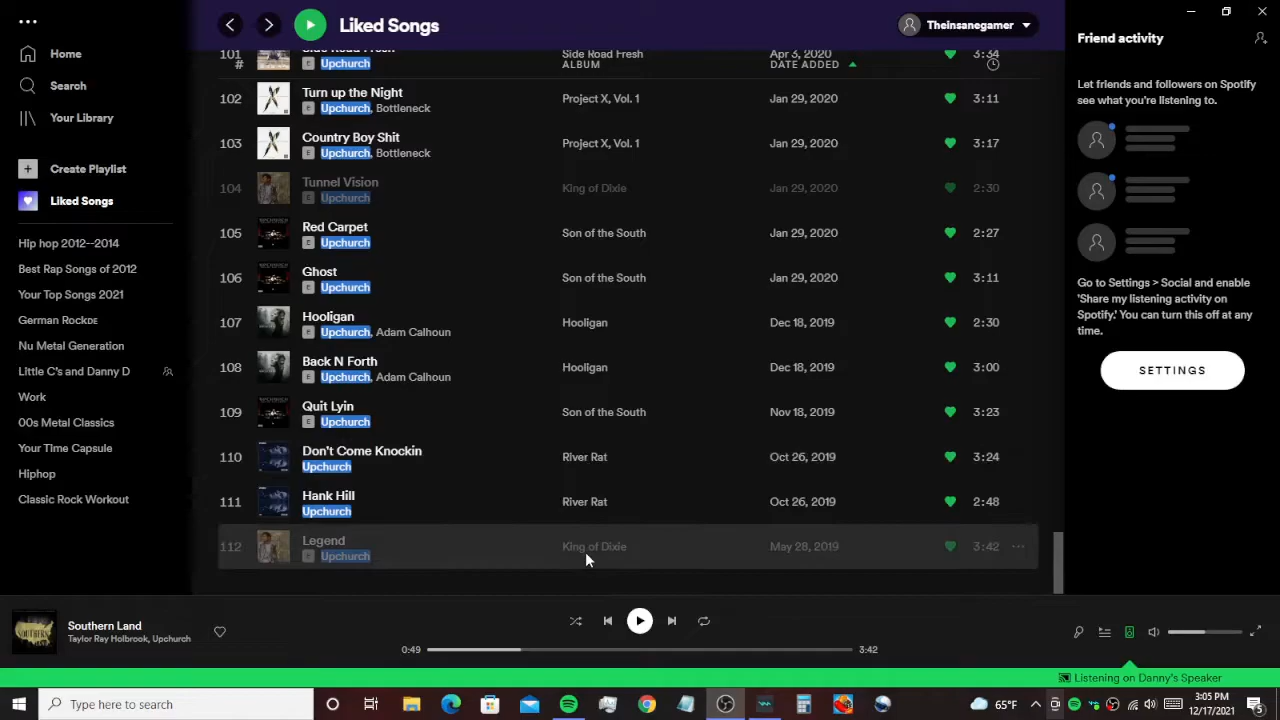 Liked Songs
Theinsanegamer
Home
Search
Your Library
Create Playlist
Liked Songs
Hip hop 2012--2014
Best Rap Songs of 2012
Your Top Songs 2021
German RockDE
Nu Metal Generation
Little C's and Danny D
Work
00s Metal Classics
Your Time Capsule
Hiphop
Classic Rock Workout
# ALBUM DATE ADDED
101 Side Road Fresh Side Road Fresh Apr 3, 2020 3:34
E Upchurch
102 Turn up the Night Project X, Vol. 1 Jan 29, 2020 3:11
E Upchurch, Bottleneck
103 Country Boy Shit Project X, Vol. 1 Jan 29, 2020 3:17
E Upchurch, Bottleneck
104 Tunnel Vision King of Dixie Jan 29, 2020 2:30
E Upchurch
105 Red Carpet Son of the South Jan 29, 2020 2:27
E Upchurch
106 Ghost Son of the South Jan 29, 2020 3:11
E Upchurch
107 Hooligan Hooligan Dec 18, 2019 2:30
E Upchurch, Adam Calhoun
108 Back N Forth Hooligan Dec 18, 2019 3:00
E Upchurch, Adam Calhoun
109 Quit Lyin Son of the South Nov 18, 2019 3:23
E Upchurch
110 Don't Come Knockin River Rat Oct 26, 2019 3:24
Upchurch
111 Hank Hill River Rat Oct 26, 2019 2:48
Upchurch
112 Legend King of Dixie May 28, 2019 3:42
E Upchurch
Friend activity
Let friends and followers on Spotify
see what you're listening to.
Go to Settings > Social and enable
'Share my listening activity on
Spotify.' You can turn this off at any
time.
SETTINGS
Southern Land
Taylor Ray Holbrook, Upchurch
0:49
3:42
Listening on Danny's Speaker
Type here to search
65°F
3:05 PM
12/17/2021
5